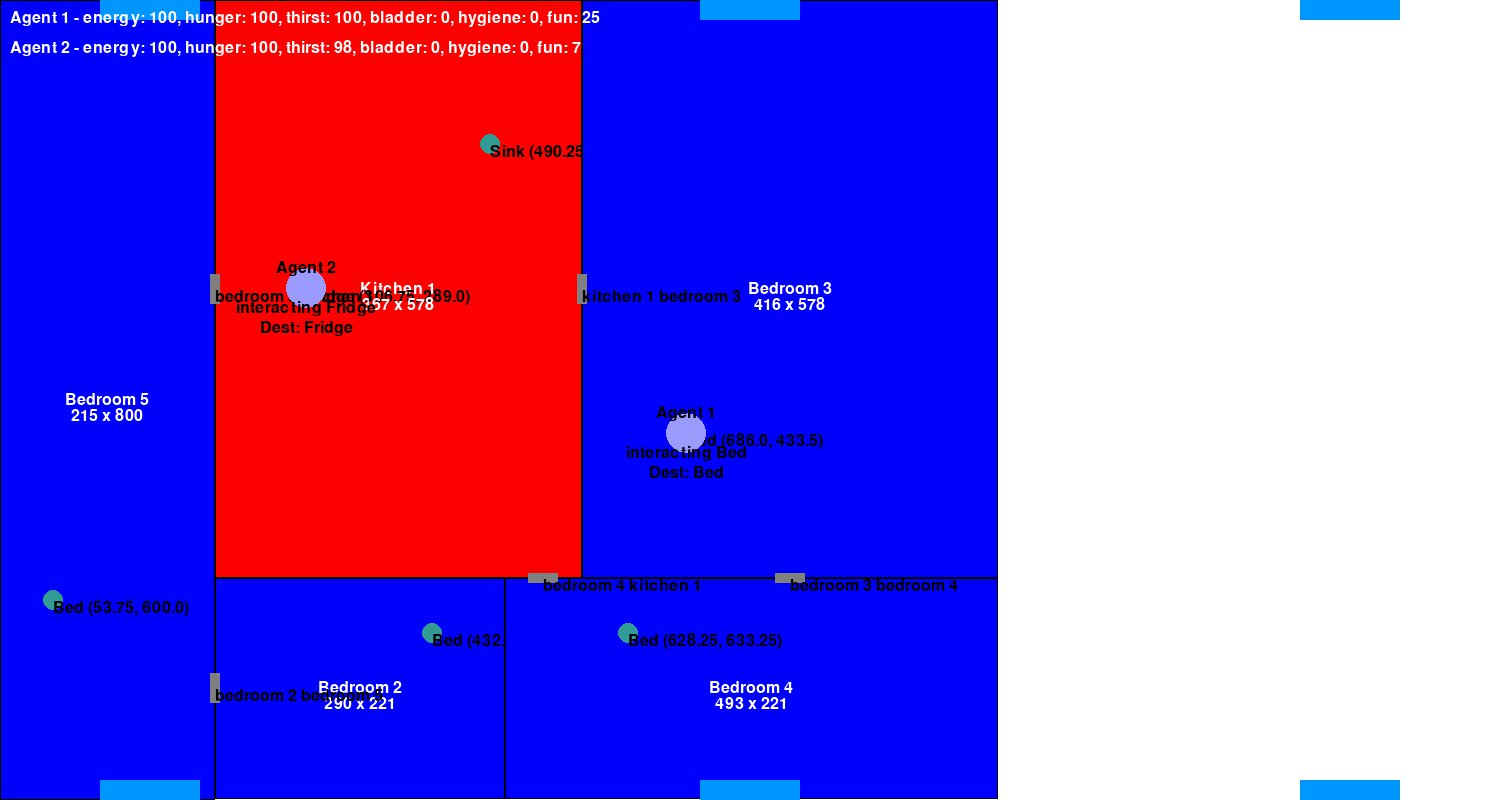 Agent 1 - energy: 100, hunger: 100, thirst: 100, bladder: 0, hygiene: 0, fun: 25
Agent 2 - energy: 100, hunger: 100, thirst: 98, bladder: 0, hygiene: 0, fun: 7
Sink (490.25
Agent 2
Kitchen 1
367 x 578
bedroom
289.0)
interacting Fridge
Dest: Fridge
kitchen 1 bedroom 3
Bedroom 3
416 x 578
Bedroom 5
215 x 800
Agent 1
(686.0, 433.5)
interacting Bed
Dest: Bed
bedroom 4 kitchen 1
bedroom 3 bedroom 4
Bed (53.75, 600.0)
Bed (432.
Bed (628.25, 633.25)
bedroom 2
Bedroom 2
290 x 221
Bedroom 4
493 x 221